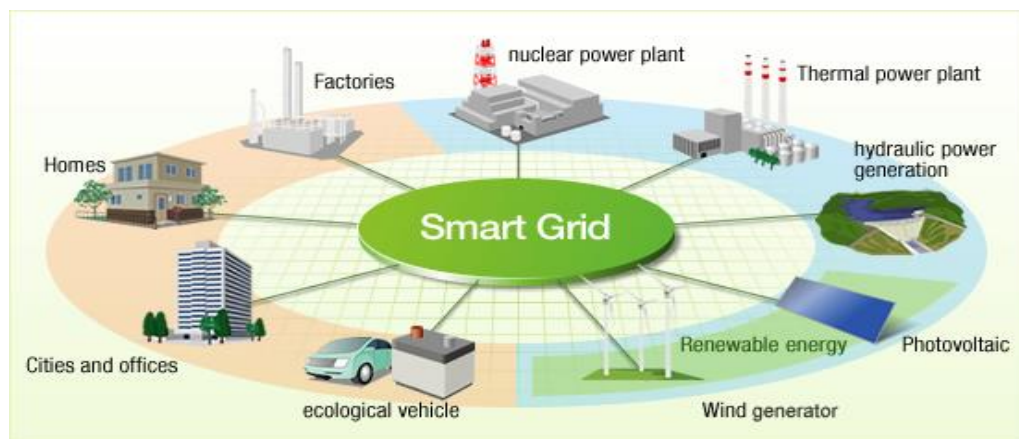 nuclear power plant
Factories
Thermal power plant
Homes
hydraulic power
generation
Smart Grid
Renewable energy
Photovoltaic
Cities and offices
ecological vehicle
Wind generator